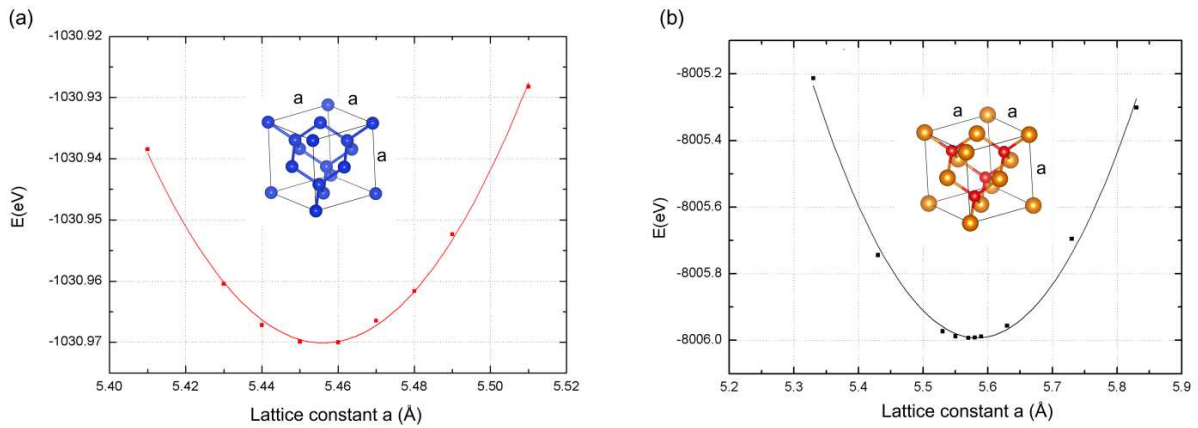 (a)
-1030.92
-1030.93
-1030.94
-1030.95
-1030.96
-1030.97
E(eV)
a a
a
5.40 5.42 5.44 5.46 5.48 5.50 5.52
Lattice constant a (Å)
(b)
-8005.2
-8005.4
-8005.6
-8005.8
-8006.0
E(eV)
a a
a
5.2 5.3 5.4 5.5 5.6 5.7 5.8 5.9
Lattice constant a (Å)